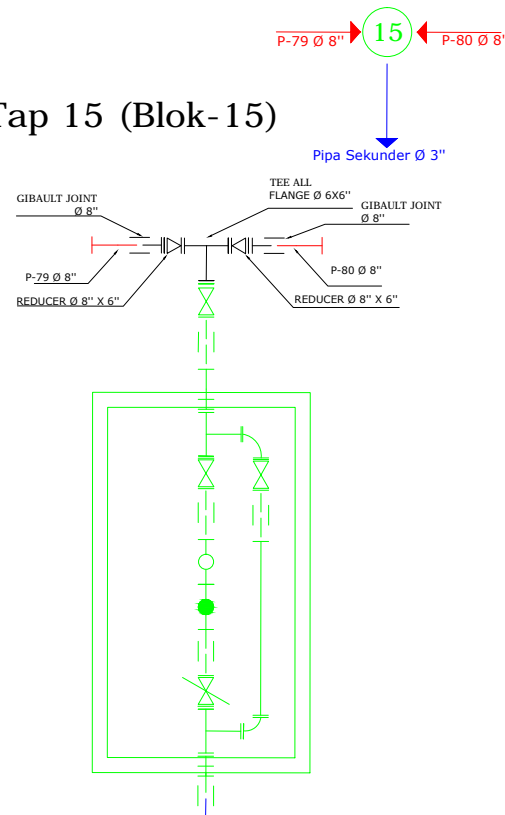 15
P-79 Ø 8''
P-80 Ø 8'
Tap 15 (Blok-15)
Pipa Sekunder Ø 3''
TEE ALL
FLANGE Ø 6X6''
GIBAULT JOINT
Ø 8''
GIBAULT JOINT
Ø 8''
P-79 Ø 8''
P-80 Ø 8''
REDUCER Ø 8'' X 6''
REDUCER Ø 8'' X 6''